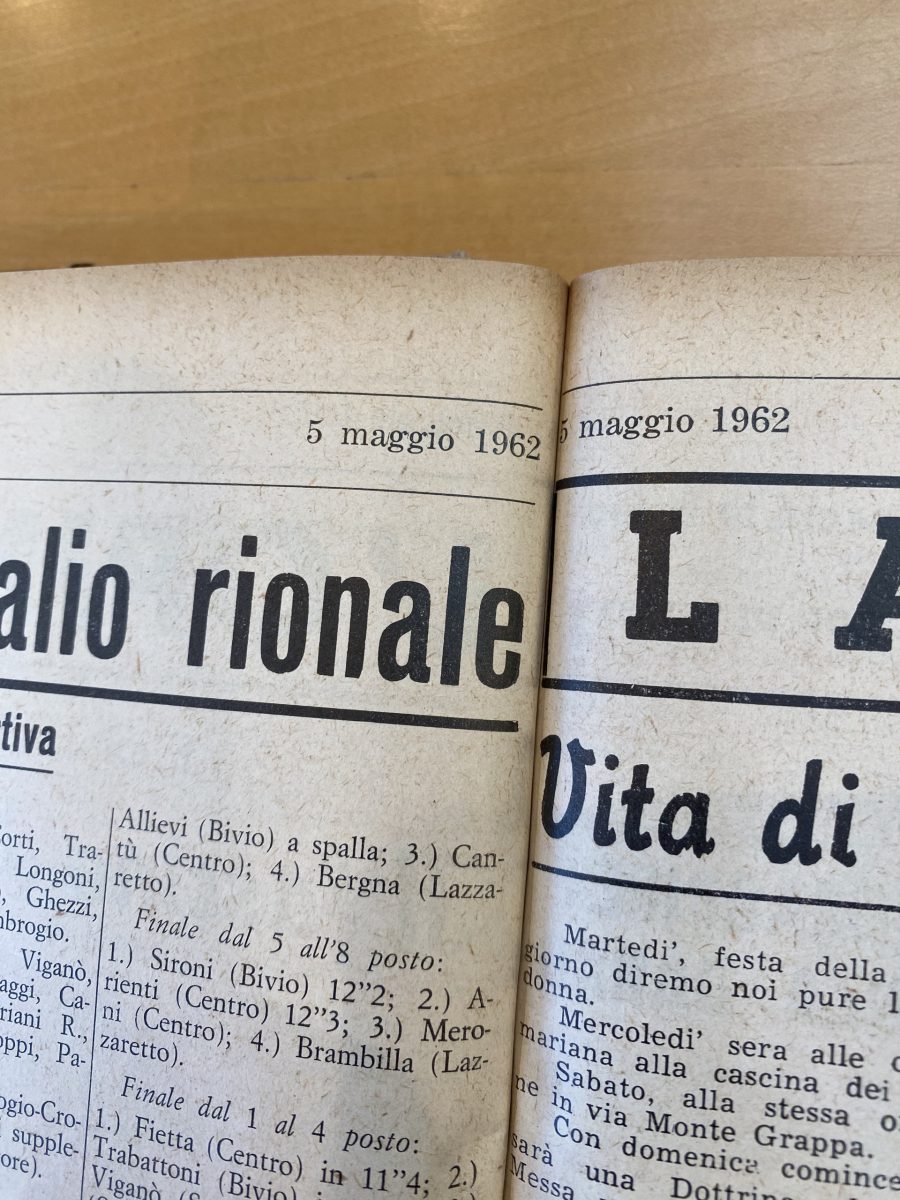 5 maggio 1962
alio rionale
tiva
orti, Tra-
Longoni,
Ghezzi,
mbrogio.
Viganò,
aggi, Ca-
riani R.,
oppi, Pa-
ogio-Cro-
supple-
ore).
Allievi (Bivio) a spalla; 3.) Can-
tù (Centro); 4.) Bergna (Lazza-
retto).
Finale dal 5 all'8 posto:
1.) Sironi (Bivio) 12"2; 2.) A-
rienti (Centro) 12"3; 3.) Mero-
ni (Centro); 4.) Brambilla (Laz-
zaretto).
Finale dal 1 al 4 posto:
1.) Fietta (Centro) in 11"4; 2.)
Trabattoni (Bivio)
Viganò
5 maggio 1962
L A
Vita di
Martedi', festa della
giorno diremo noi pure
donna.
Mercoledi' sera alle
mariana alla cascina dei
Sabato, alla stessa
ne in via Monte Grappa.
Con domenica comince
sarà una Dottrin
Messa